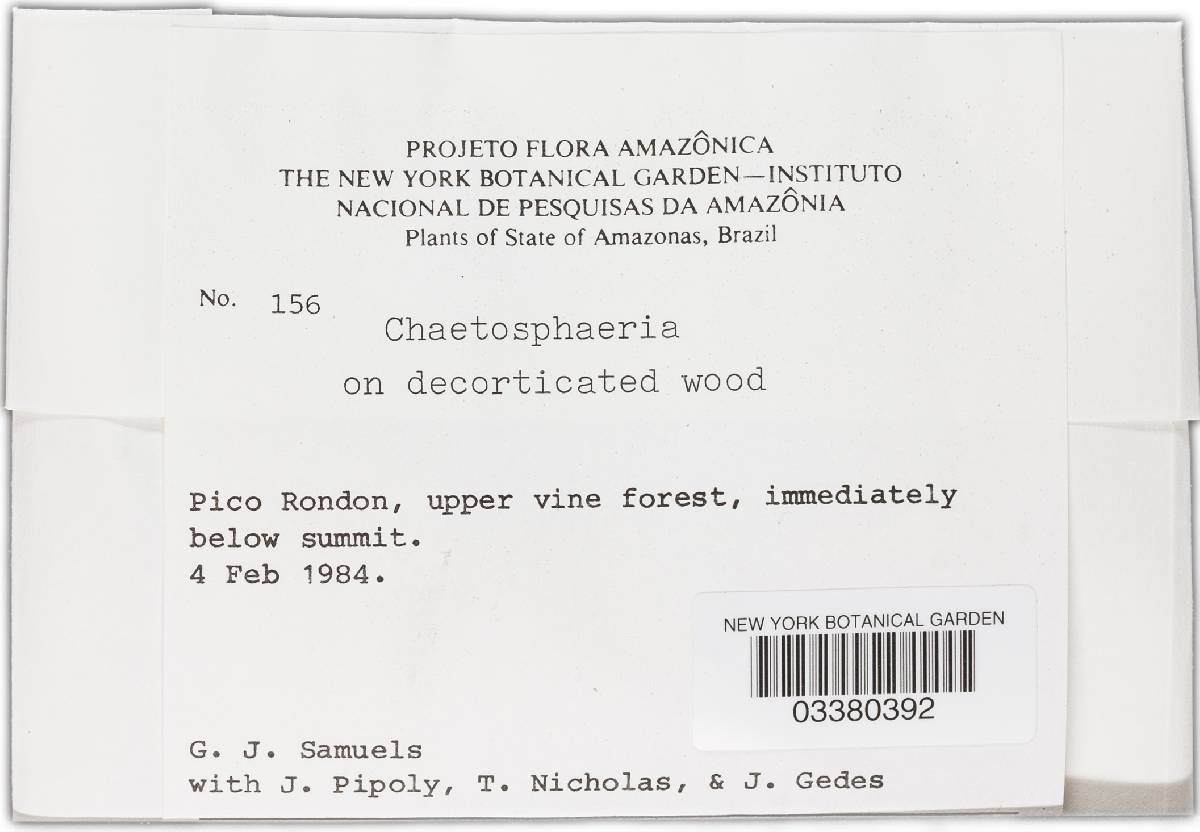 PROJETO FLORA AMAZÔNICA
THE NEW YORK BOTANICAL GARDEN—INSTITUTO
NACIONAL DE PESQUISAS DA AMAZÔNIA
Plants of State of Amazonas, Brazil
No. 156
Chaetosphaeria
on decorticated wood
Pico Rondon, upper vine forest, immediately
below summit.
4 Feb 1984.
NEW YORK BOTANICAL GARDEN
03380392
G. J. Samuels
with J. Pipoly, T. Nicholas, & J. Gedes